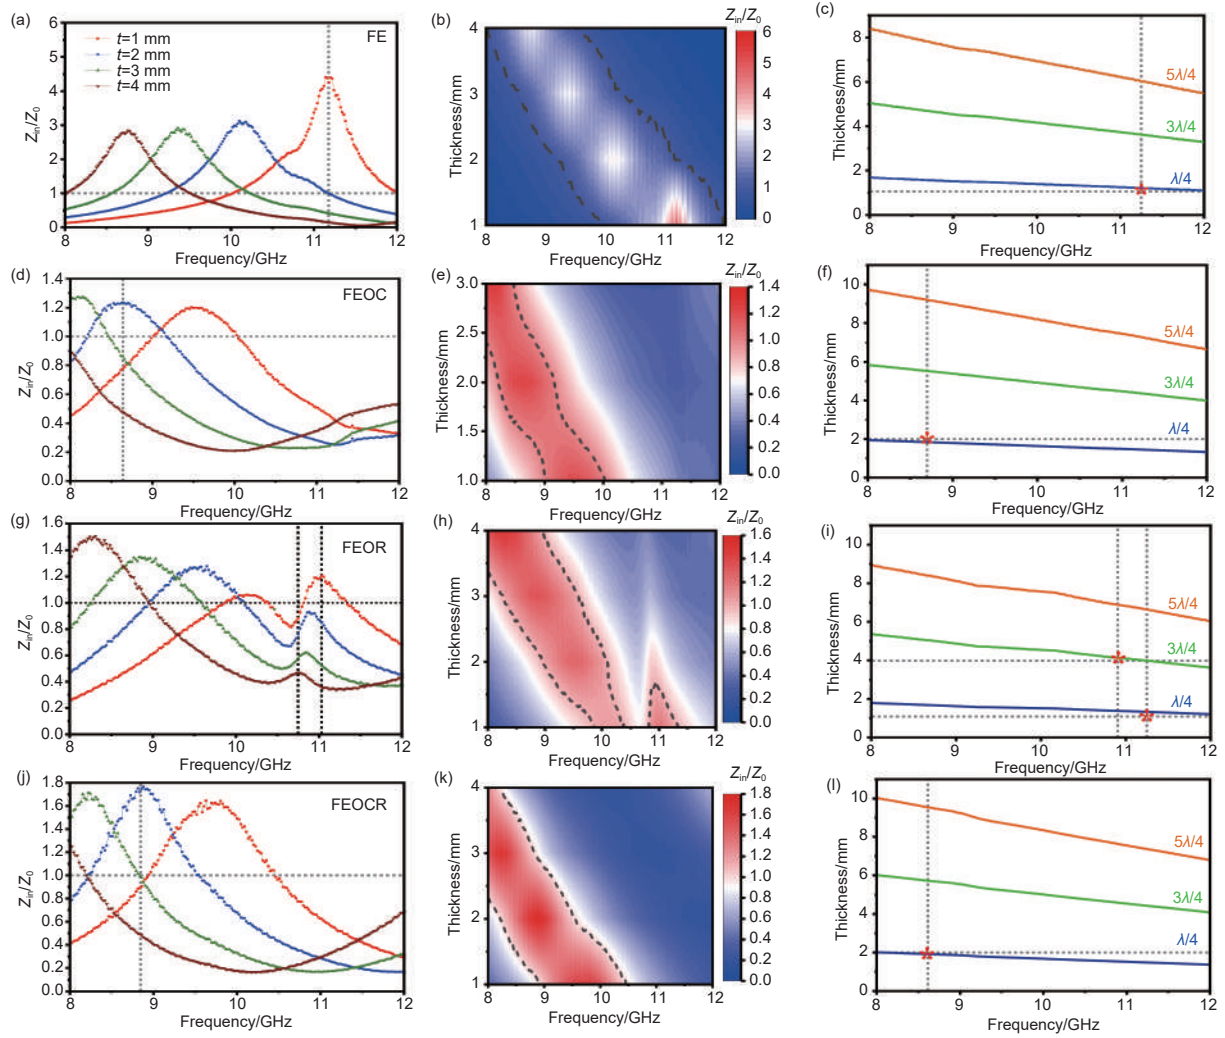 (a)
6
5
4
3
2
1
0
Zin/Z0
t=1 mm
t=2 mm
t=3 mm
t=4 mm
FE
8 9 10 11 12
Frequency/GHz
(b)
4
3
2
1
Thickness/mm
8 9 10 11 12
Frequency/GHz
Zin/Z0
6
5
4
3
2
1
0
(c)
8
6
4
2
0
Thickness/mm
5λ/4
3λ/4
λ/4
8 9 10 11 12
Frequency/GHz
(d)
1.4
1.2
1.0
0.8
0.6
0.4
0.2
0.0
Zin/Z0
FEOC
8 9 10 11 12
Frequency/GHz
(e)
3.0
2.5
2.0
1.5
1.0
Thickness/mm
8 9 10 11 12
Frequency/GHz
Zin/Z0
1.4
1.2
1.0
0.8
0.6
0.4
0.2
0.0
(f)
10
8
6
4
2
0
Thickness/mm
5λ/4
3λ/4
λ/4
8 9 10 11 12
Frequency/GHz
(g)
1.6
1.4
1.2
1.0
0.8
0.6
0.4
0.2
0.0
Zin/Z0
FEOR
8 9 10 11 12
Frequency/GHz
(h)
4
3
2
1
Thickness/mm
8 9 10 11 12
Frequency/GHz
Zin/Z0
1.6
1.4
1.2
1.0
0.8
0.6
0.4
0.2
0.0
(i)
10
8
6
4
2
0
Thickness/mm
5λ/4
3λ/4
λ/4
8 9 10 11 12
Frequency/GHz
(j)
1.8
1.6
1.4
1.2
1.0
0.8
0.6
0.4
0.2
0.0
Zin/Z0
FEOCR
8 9 10 11 12
Frequency/GHz
(k)
4
3
2
1
Thickness/mm
8 9 10 11 12
Frequency/GHz
Zin/Z0
1.8
1.6
1.4
1.2
1.0
0.8
0.6
0.4
0.2
0.0
(l)
10
8
6
4
2
0
Thickness/mm
5λ/4
3λ/4
λ/4
8 9 10 11 12
Frequency/GHz